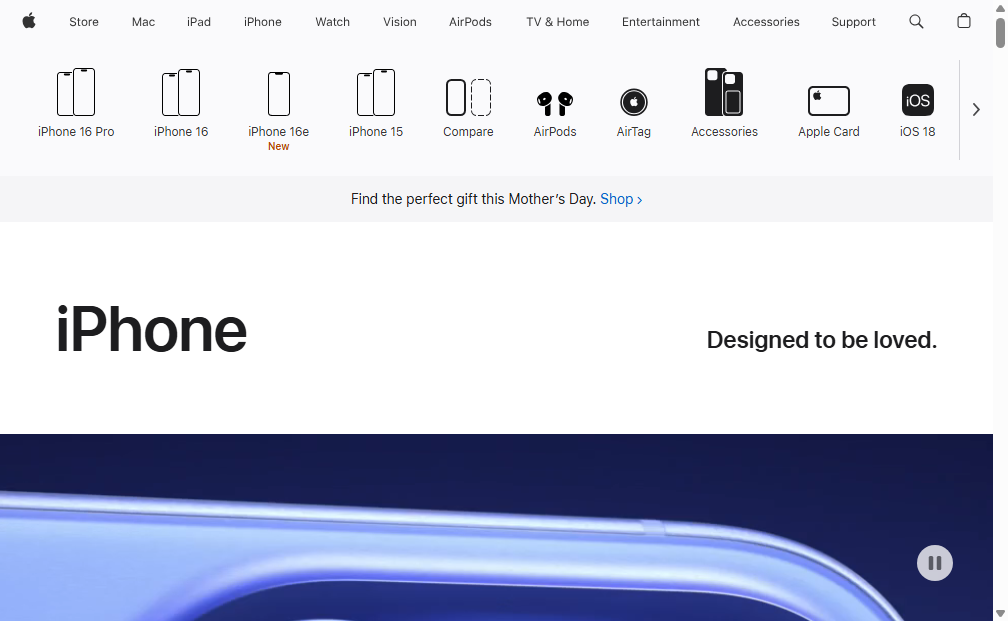 Store Mac iPad iPhone Watch Vision AirPods TV & Home Entertainment Accessories Support
iOS
iPhone 16 Pro iPhone 16 iPhone 16e iPhone 15 Compare AirPods AirTag Accessories Apple Card iOS 18
New
Find the perfect gift this Mother’s Day. Shop >
iPhone
Designed to be loved.